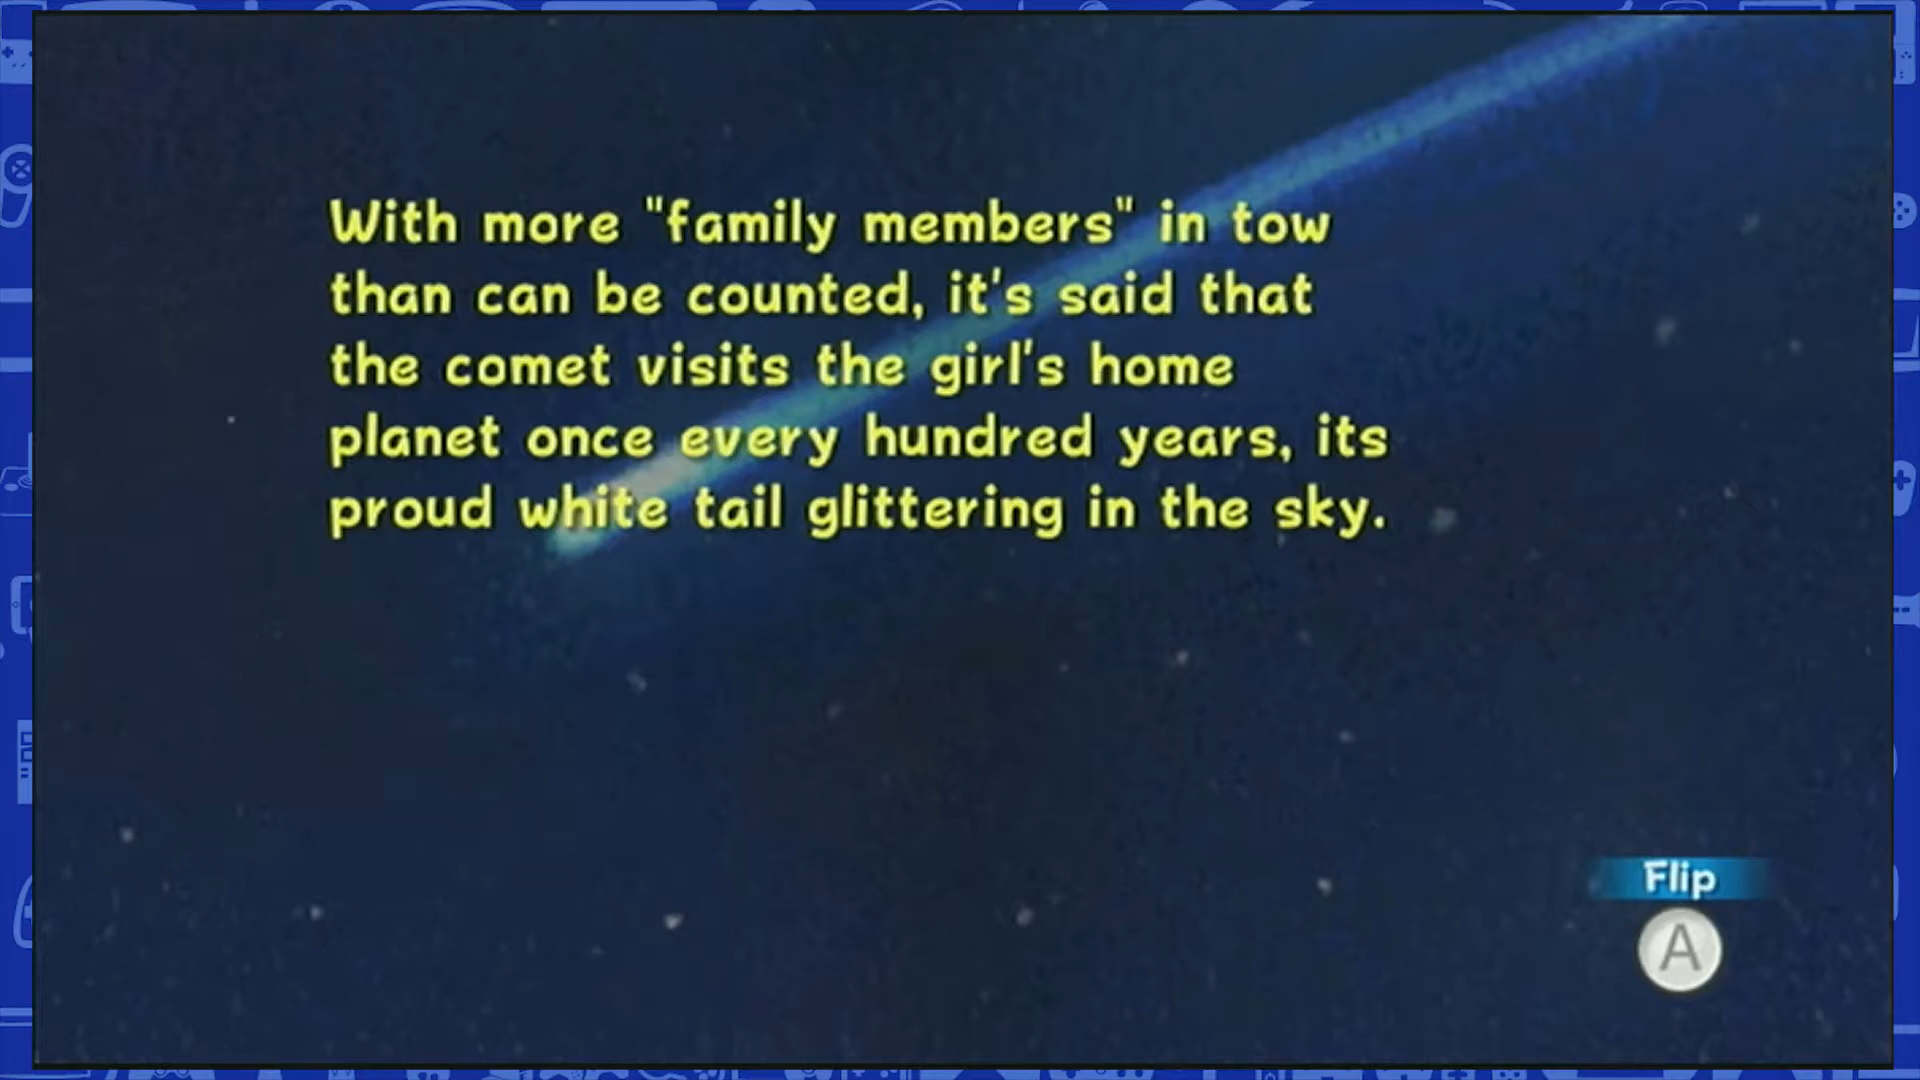 With more "family members" in tow
than can be counted, it's said that
the comet visits the girl's home
planet once every hundred years, its
proud white tail glittering in the sky.
Flip
A